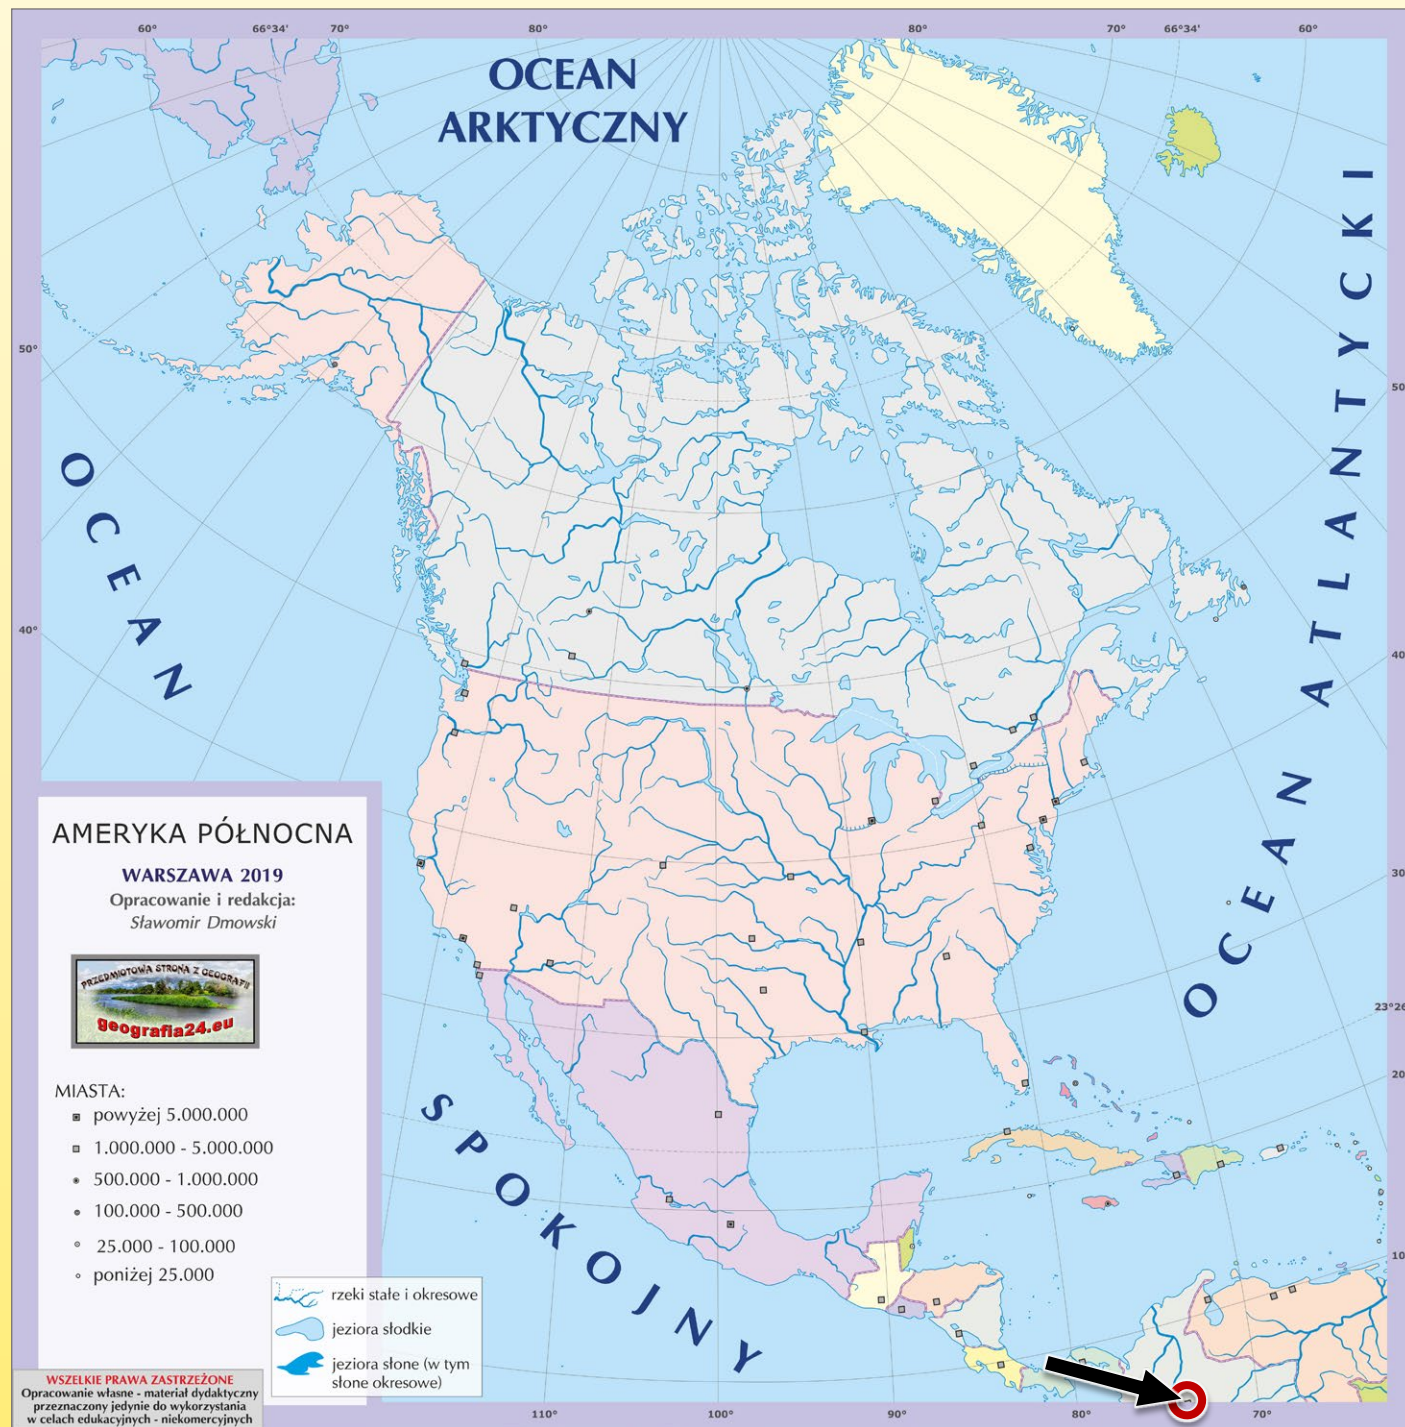 60°
66°34'
70°
80°
80°
70°
66°34'
60°
OCEAN
ARKTYCZNY
50°
50
40°
40
30
23°26
20
10
OCEAN
SPOKOJNY
OCEAN ATLANTYCKI
AMERYKA PÓŁNOCNA
WARSZAWA 2019
Opracowanie i redakcja:
Sławomir Dmowski
PRZEDMIOTOWA STRONA Z GEOGRAFII
geografia24.eu
MIASTA:
powyżej 5.000.000
1.000.000 - 5.000.000
500.000 - 1.000.000
100.000 - 500.000
25.000 - 100.000
poniżej 25.000
rzeki stałe i okresowe
jeziora słodkie
jeziora słone (w tym
słone okresowe)
WSZELKIE PRAWA ZASTRZEŻONE
Opracowanie własne - materiał dydaktyczny
przeznaczony jedynie do wykorzystania
w celach edukacyjnych - niekomercyjnych
110°
100°
90°
80°
70°